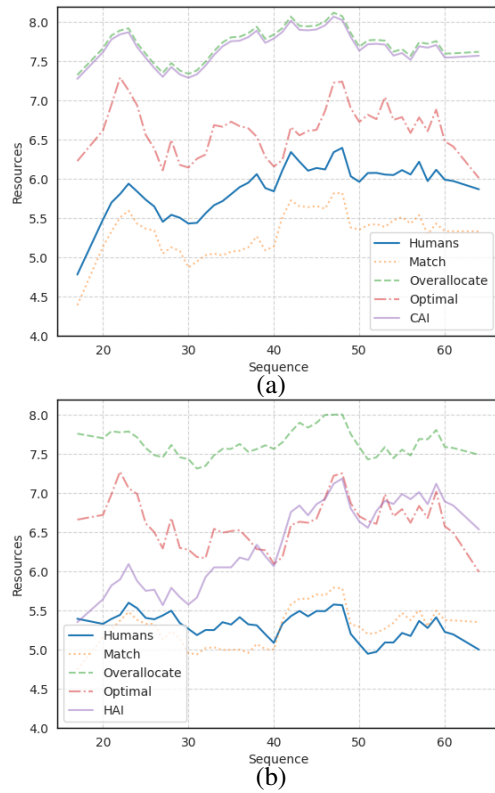 8.0
7.5
7.0
6.5
6.0
5.5
5.0
4.5
4.0
Resources
Humans
Match
Overallocate
Optimal
CAI
20 30 40 50 60
Sequence
(a)
8.0
7.5
7.0
6.5
6.0
5.5
5.0
4.5
4.0
Resources
Humans
Match
Overallocate
Optimal
HAI
20 30 40 50 60
Sequence
(b)